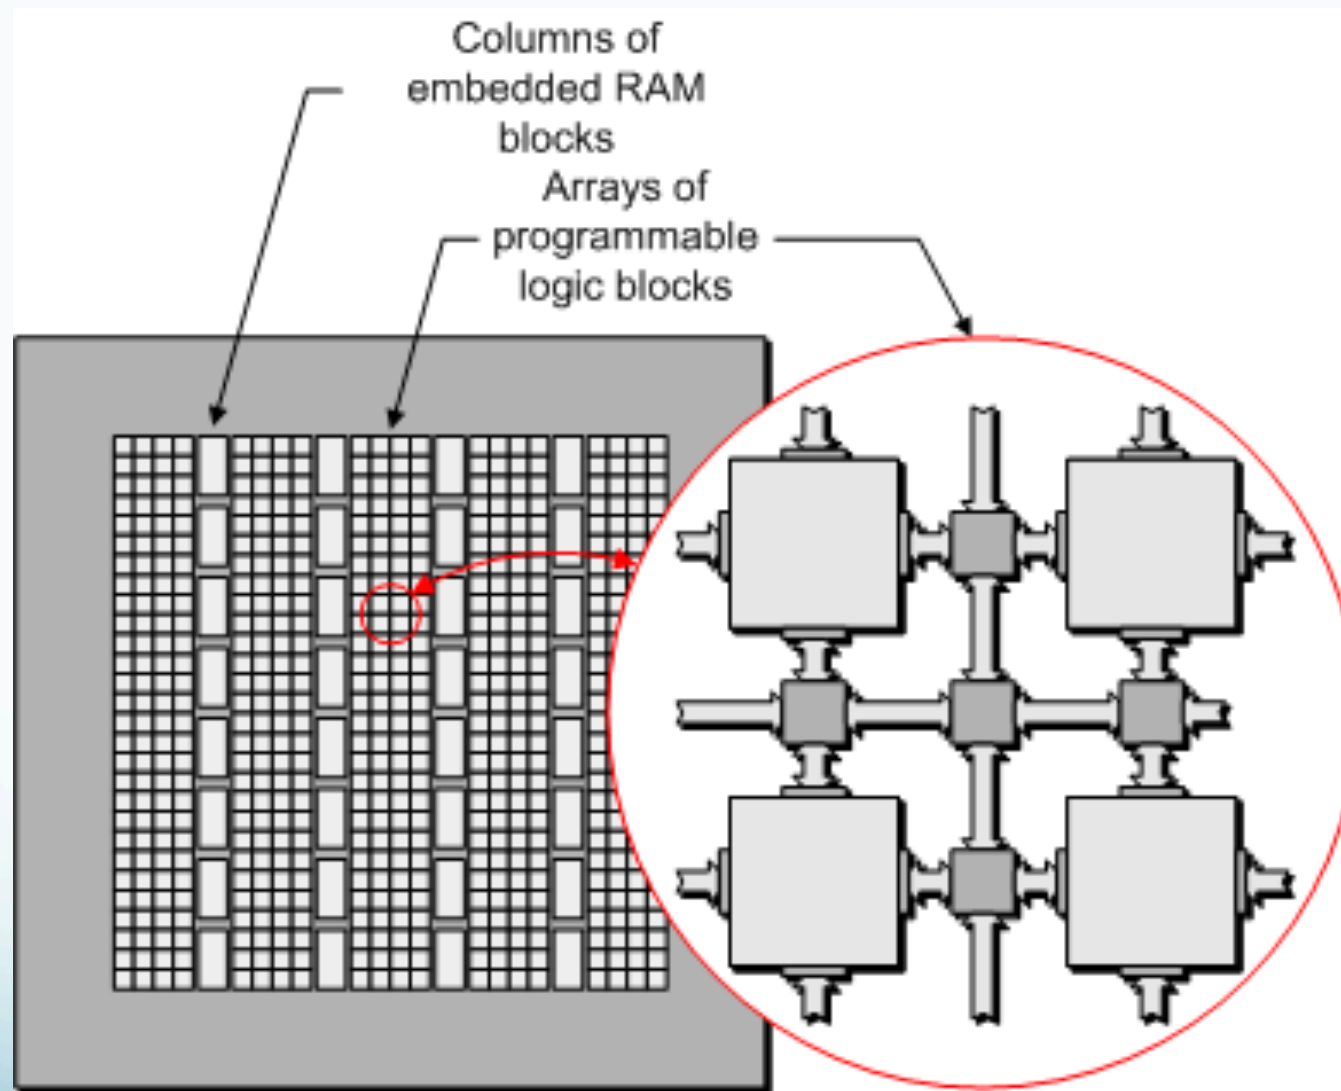 Columns of
embedded RAM
blocks
Arrays of
programmable
logic blocks